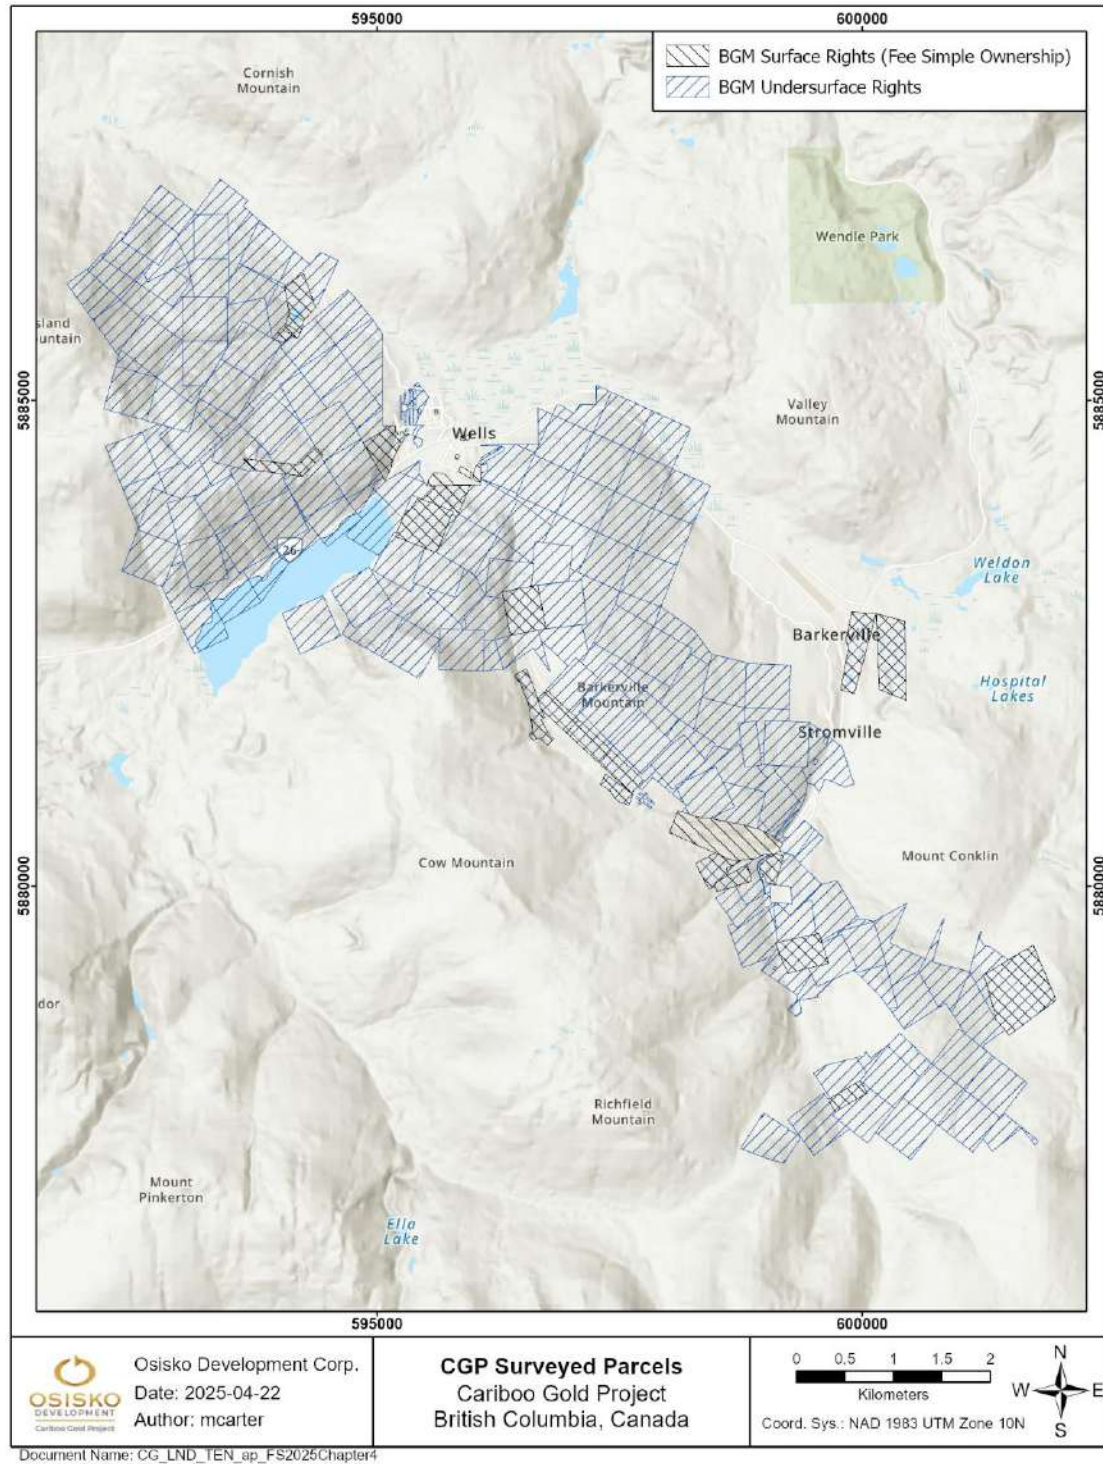 595000
600000
BGM Surface Rights (Fee Simple Ownership)
BGM Undersurface Rights
Cornish
Mountain
Wendle Park
sland
untain
5885000
5885000
Valley
Mountain
Wells
26
Weldon
Lake
Barkerville
Hospital
Lakes
Barkerville
Mountain
Stromville
Cow Mountain
Mount Conklin
5880000
5880000
dor
Richfield
Mountain
Mount
Pinkerton
Ella
Lake
595000
600000
OSISKO
DEVELOPMENT
Cariboo Gold Project
Osisko Development Corp.
Date: 2025-04-22
Author: mcarter
CGP Surveyed Parcels
Cariboo Gold Project
British Columbia, Canada
0 0.5 1 1.5 2
Kilometers
Coord. Sys.: NAD 1983 UTM Zone 10N
N
W E
S
Document Name: CG_LND_TEN_ap_FS2025Chapter4